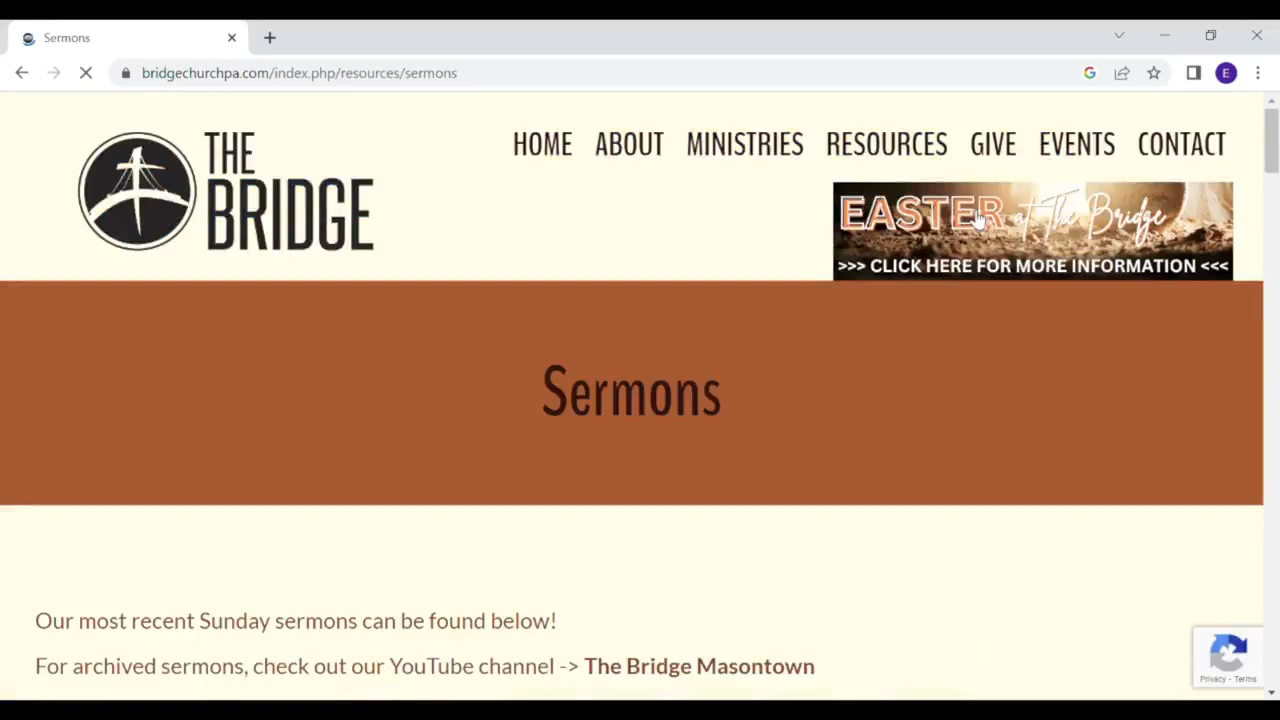 Sermons
bridgechurchpa.com/index.php/resources/sermons
E
THE
BRIDGE
HOME ABOUT MINISTRIES RESOURCES GIVE EVENTS CONTACT
EASTER at The Bridge
>>> CLICK HERE FOR MORE INFORMATION <<<
Sermons
Our most recent Sunday sermons can be found below!
For archived sermons, check out our YouTube channel -> The Bridge Masontown
Privacy - Terms